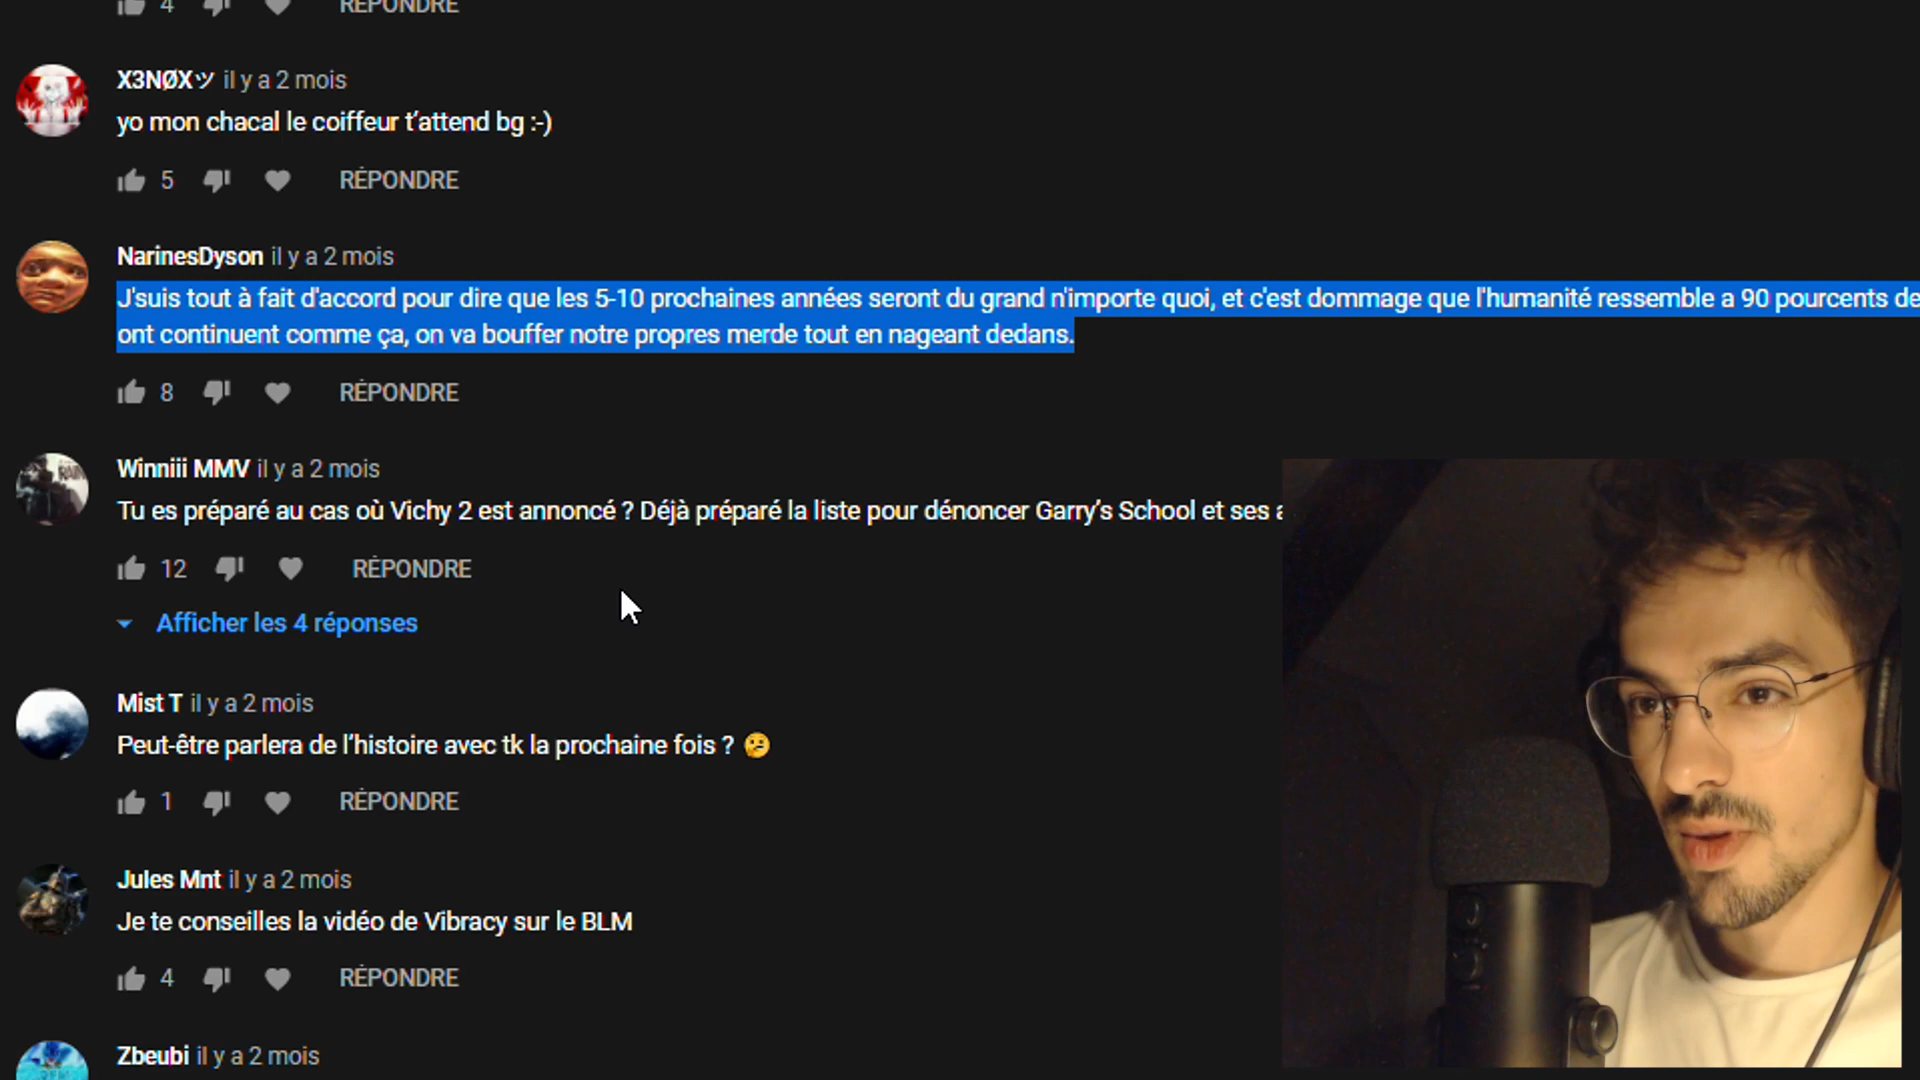 4 RÉPONDRE
X3NØXツ il y a 2 mois
yo mon chacal le coiffeur t’attend bg :-)
5 RÉPONDRE
NarinesDyson il y a 2 mois
J'suis tout à fait d'accord pour dire que les 5-10 prochaines années seront du grand n'importe quoi, et c'est dommage que l'humanité ressemble a 90 pourcents de
ont continuent comme ça, on va bouffer notre propres merde tout en nageant dedans.
8 RÉPONDRE
Winniii MMV il y a 2 mois
Tu es préparé au cas où Vichy 2 est annoncé ? Déjà préparé la liste pour dénoncer Garry’s School et ses
12 RÉPONDRE
Afficher les 4 réponses
Mist T il y a 2 mois
Peut-être parlera de l’histoire avec tk la prochaine fois ? 🤔
1 RÉPONDRE
Jules Mnt il y a 2 mois
Je te conseilles la vidéo de Vibracy sur le BLM
4 RÉPONDRE
Zbeubi il y a 2 mois